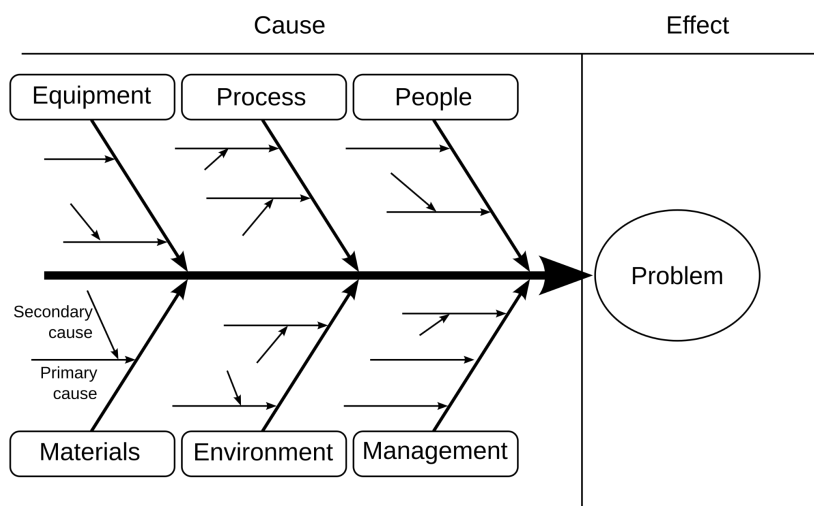 Cause
Effect
Equipment
Process
People
Problem
Secondary
cause
Primary
cause
Materials
Environment
Management